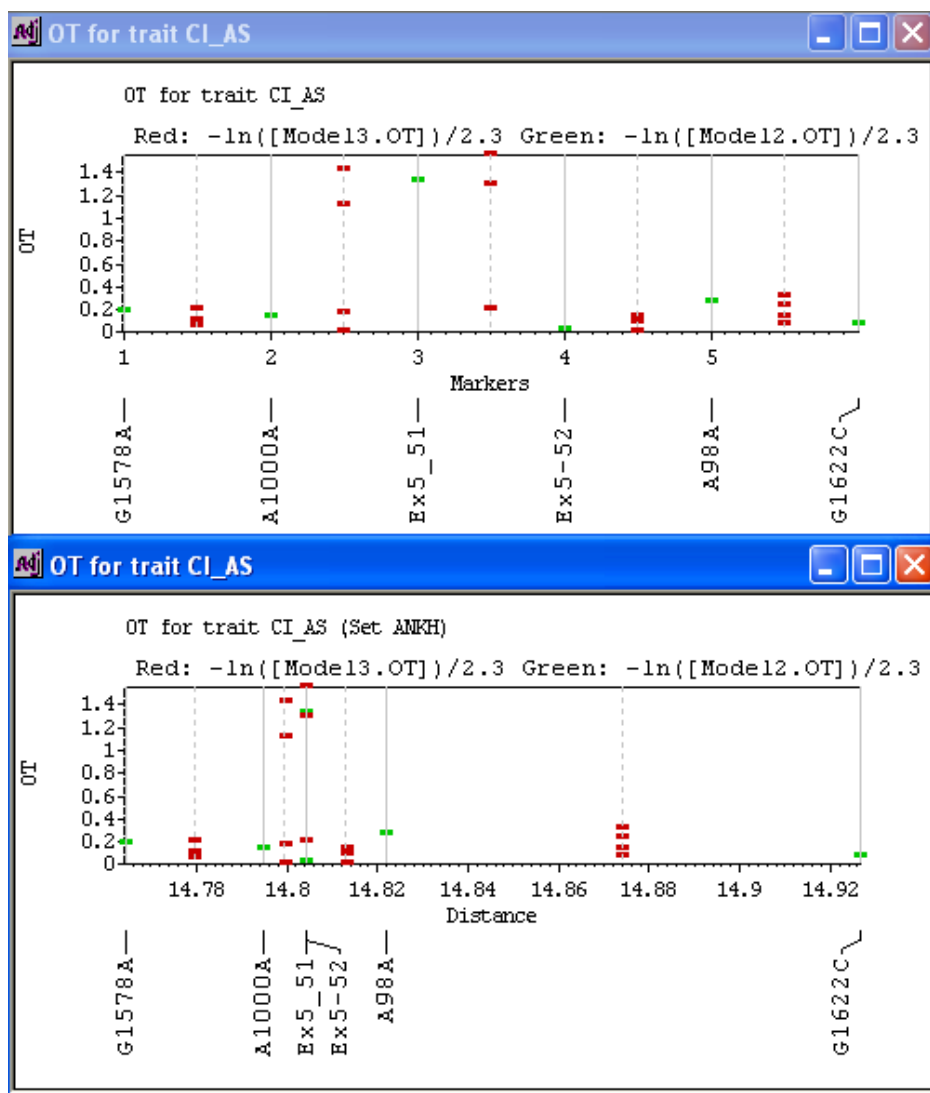 Adj OT for trait CI_AS
OT for trait CI_AS
Red: -ln([Model3.OT])/2.3 Green: -ln([Model2.OT])/2.3
1.4
1.2
1
0.8
0.6
0.4
0.2
0
OT
1 2 3 4 5
Markers
G1578A
A1000A
Ex5_51
Ex5-52
A98A
G1622C
Adj OT for trait CI_AS
OT for trait CI_AS (Set ANKH)
Red: -ln([Model3.OT])/2.3 Green: -ln([Model2.OT])/2.3
1.4
1.2
1
0.8
0.6
0.4
0.2
0
OT
14.78 14.8 14.82 14.84 14.86 14.88 14.9 14.92
Distance
G1578A
A1000A
Ex5_51
Ex5-52
A98A
G1622C